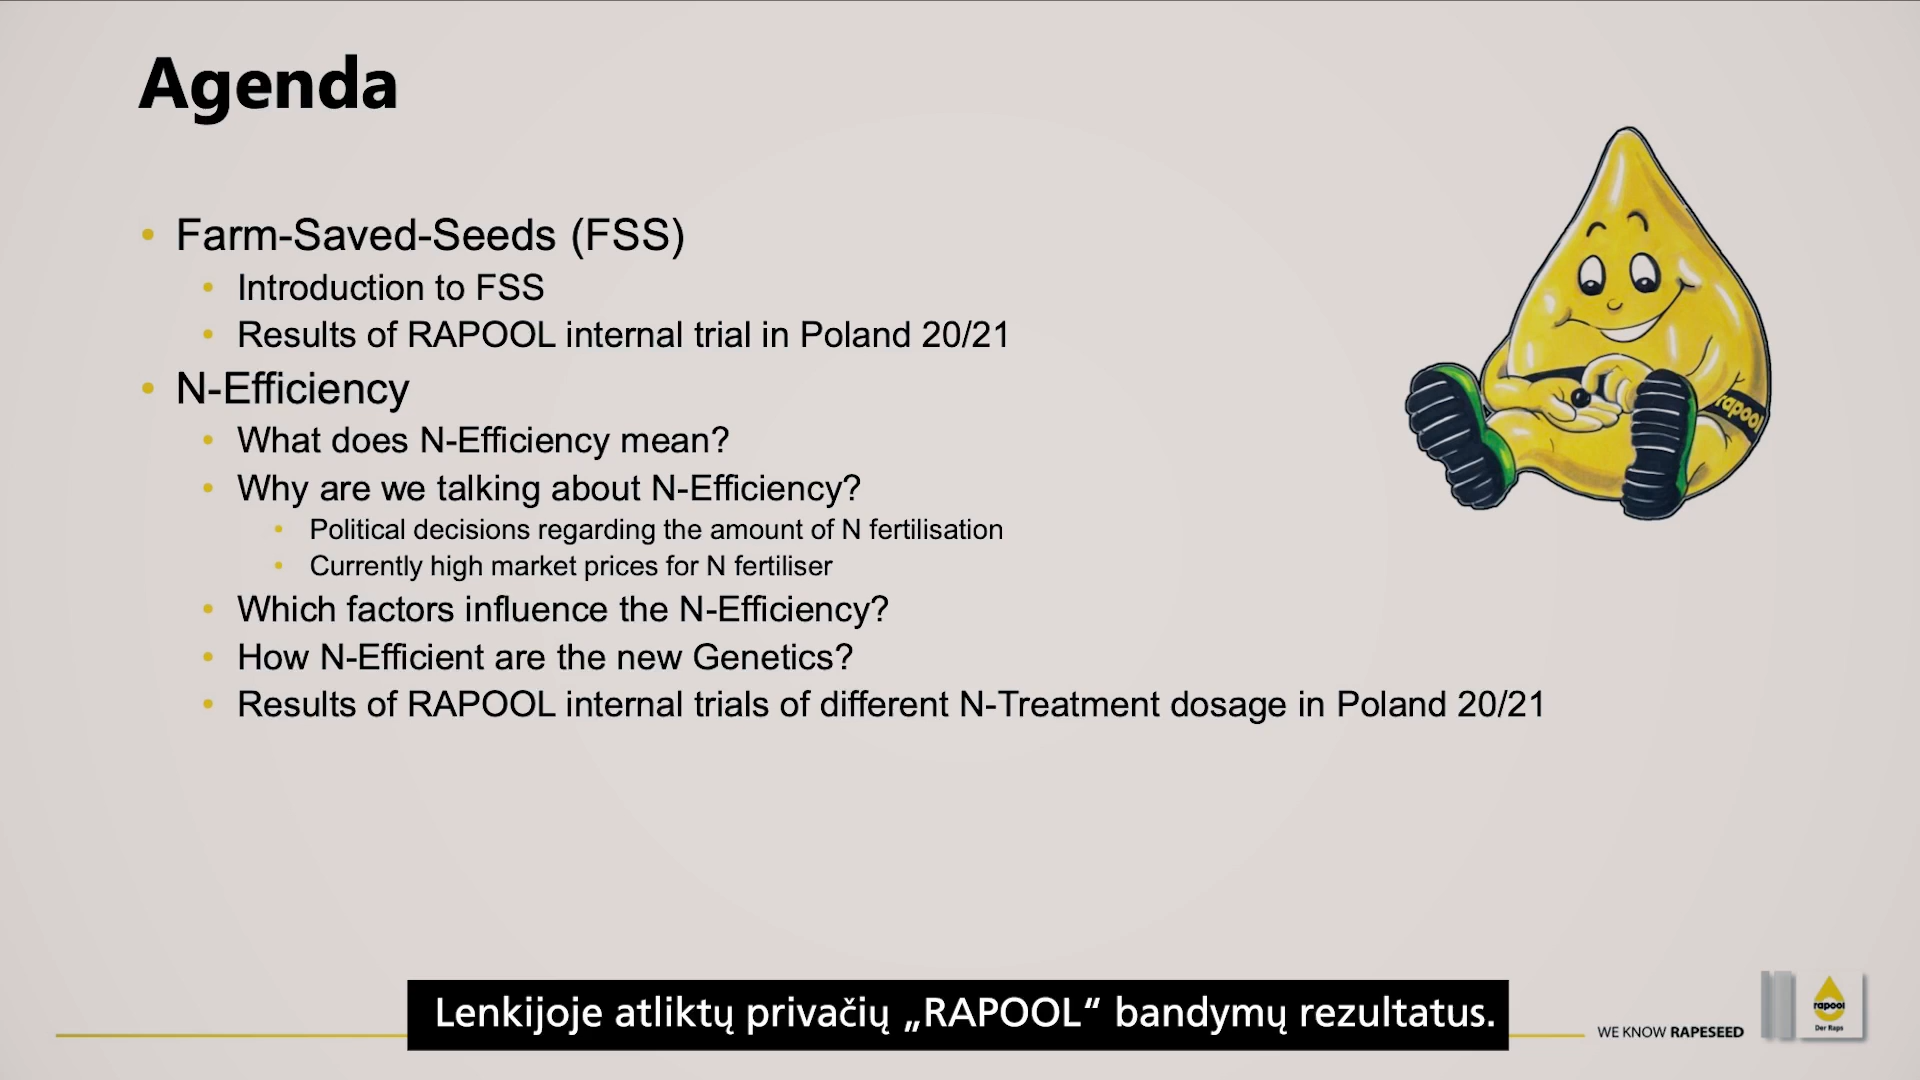 Agenda
• Farm-Saved-Seeds (FSS)
• Introduction to FSS
• Results of RAPOOL internal trial in Poland 20/21
• N-Efficiency
• What does N-Efficiency mean?
• Why are we talking about N-Efficiency?
• Political decisions regarding the amount of N fertilisation
• Currently high market prices for N fertiliser
• Which factors influence the N-Efficiency?
• How N-Efficient are the new Genetics?
• Results of RAPOOL internal trials of different N-Treatment dosage in Poland 20/21
rapool
Lenkijoje atliktų privačių „RAPOOL“ bandymų rezultatus.
WE KNOW RAPESEED
rapool
Der Raps